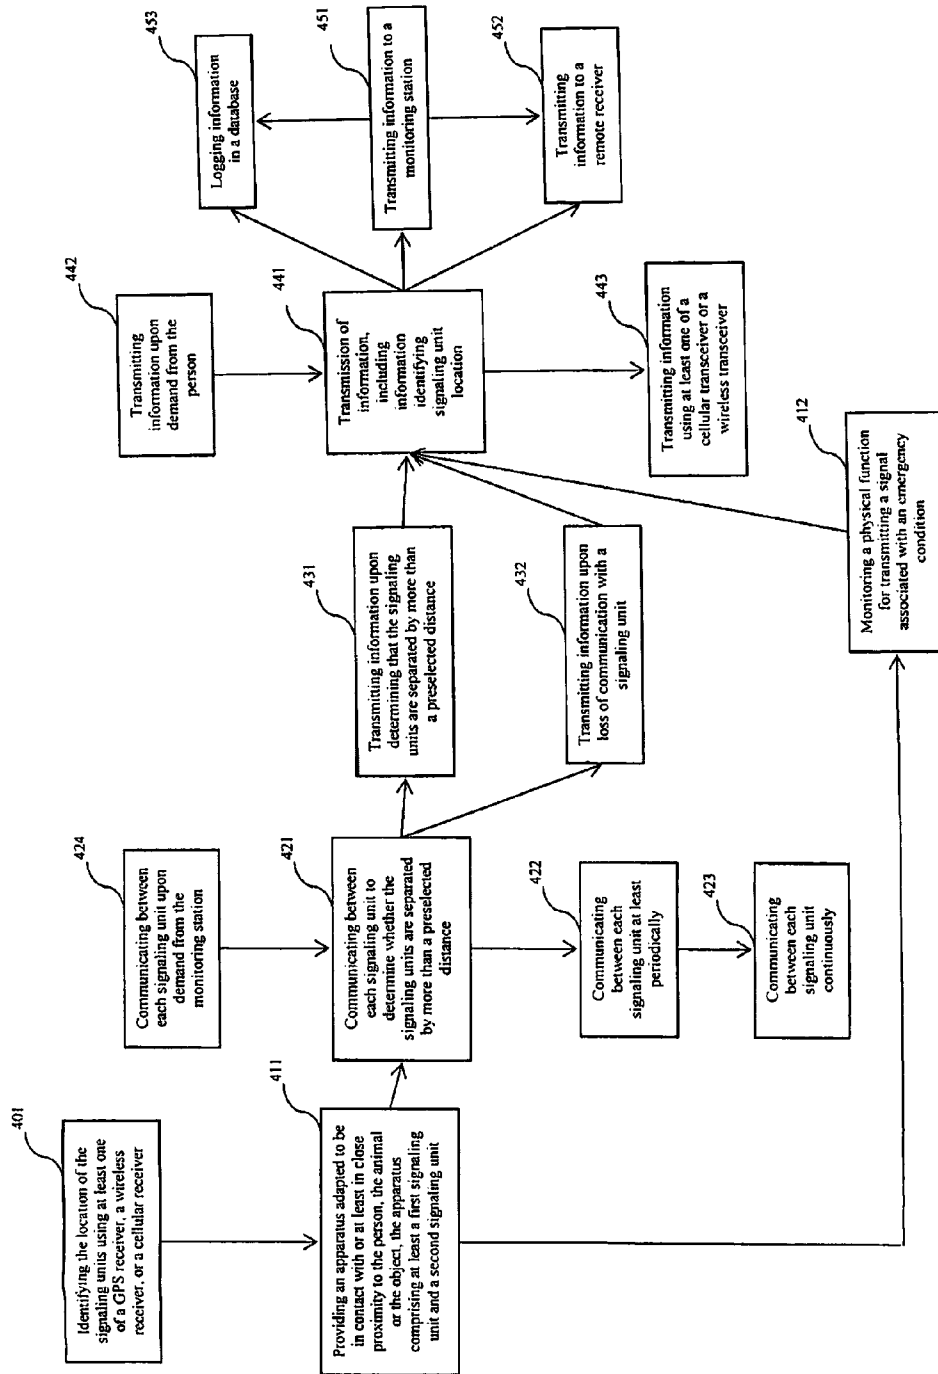 401
Identifying the location of the
signaling units using at least one
of a GPS receiver, a wireless
receiver, or a cellular receiver
411
Providing an apparatus adapted to be
in contact with or at least in close
proximity to the person, the animal
or the object, the apparatus
comprising at least a first signaling
unit and a second signaling unit
424
Communicating between
each signaling unit upon
demand from the
monitoring station
421
Communicating between
each signaling unit to
determine whether the
signaling units are separated
by more than a preselected
distance
422
Communicating
between each
signaling unit at least
periodically
423
Communicating
between each
signaling unit
continuously
431
Transmitting information upon
determining that the signaling
units are separated by more than
a preselected distance
432
Transmitting information upon
loss of communication with a
signaling unit
412
Monitoring a physical function
for transmitting a signal
associated with an emergency
condition
442
Transmitting
information upon
demand from the
person
441
Transmission of
information,
including
information
identifying
signaling unit
location
443
Transmitting information
using at least one of a
cellular transceiver or a
wireless transceiver
453
Logging information
in a database
451
Transmitting information to a
monitoring station
452
Transmitting
information to a
remote receiver